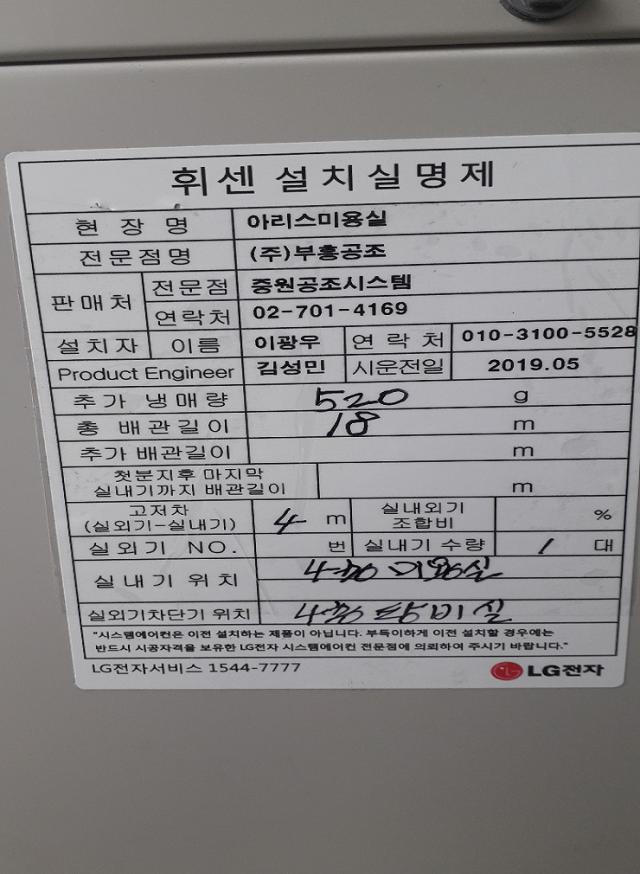 휘센 설치실명제
현 장 명 아리스미용실
전문점명 (주)부흥공조
판매처 전문점 중원공조시스템
연락처 02-701-4169
설치자 이름 이광우 연 락 처 010-3100-5528
Product Engineer 김성민 시운전일 2019.05
추가 냉매량 520 g
총 배관길이 18 m
추가 배관길이 m
첫분지후 마지막
실내기까지 배관길이 m
고저차
(실외기-실내기) 4 m 실내외기
조합비 %
실외기 NO. 번 실내기 수량 1 대
실내기 위치 4층 미용실
실외기차단기 위치 4층 탕비실
"시스템에어컨은 이전 설치하는 제품이 아닙니다. 부득이하게 이전 설치할 경우에는
반드시 시공자격을 보유한 LG전자 시스템에어컨 전문점에 의뢰하여 주시기 바랍니다."
LG전자서비스 1544-7777 LG전자